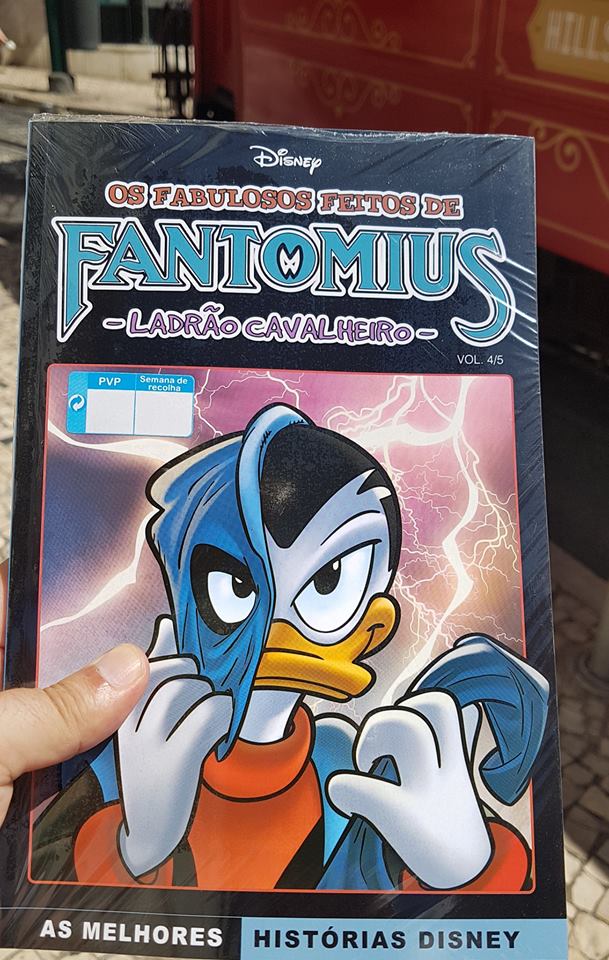 HILLS
Disney
OS FABULOSOS FEITOS DE
FANTOMIUS
- LADRÃO CAVALHEIRO -
VOL. 4/5
PVP
Semana de
recolha
AS MELHORES HISTÓRIAS DISNEY